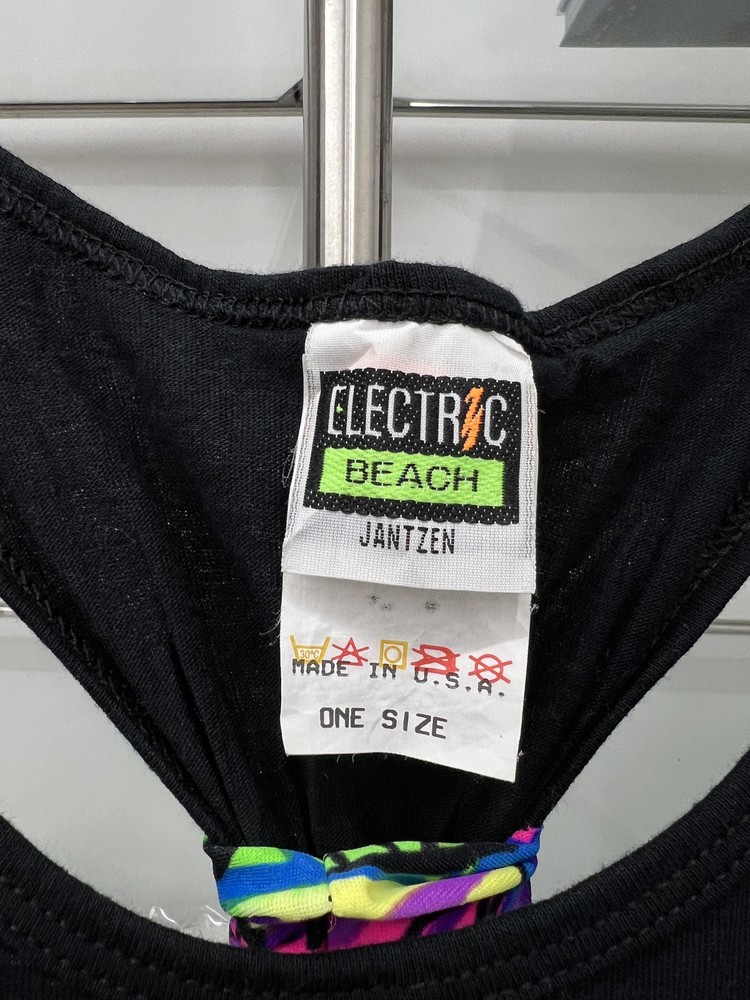 ELECTRIC
BEACH
JANTZEN
30°C
MADE IN U.S.A.
ONE SIZE